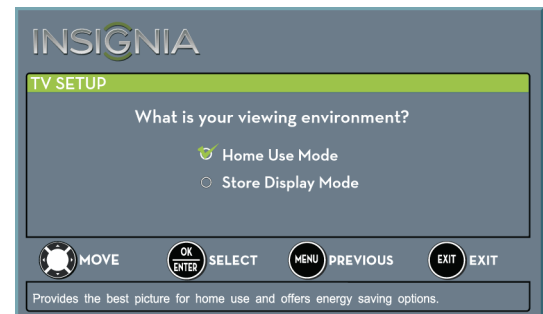 INSIGNIA
TV SETUP
What is your viewing environment?
Home Use Mode
Store Display Mode
MOVE OK ENTER SELECT MENU PREVIOUS EXIT EXIT
Provides the best picture for home use and offers energy saving options.